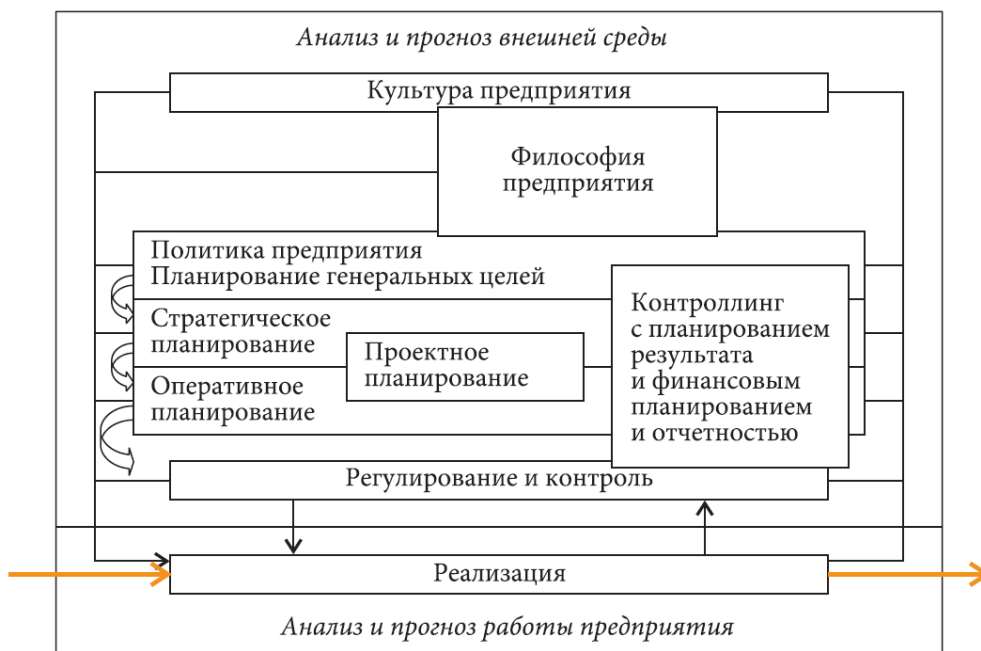 Анализ и прогноз внешней среды
Культура предприятия
Философия
предприятия
Политика предприятия
Планирование генеральных целей
Стратегическое
планирование
Проектное
планирование
Оперативное
планирование
Контроллинг
с планированием
результата
и финансовым
планированием
и отчетностью
Регулирование и контроль
Реализация
Анализ и прогноз работы предприятия